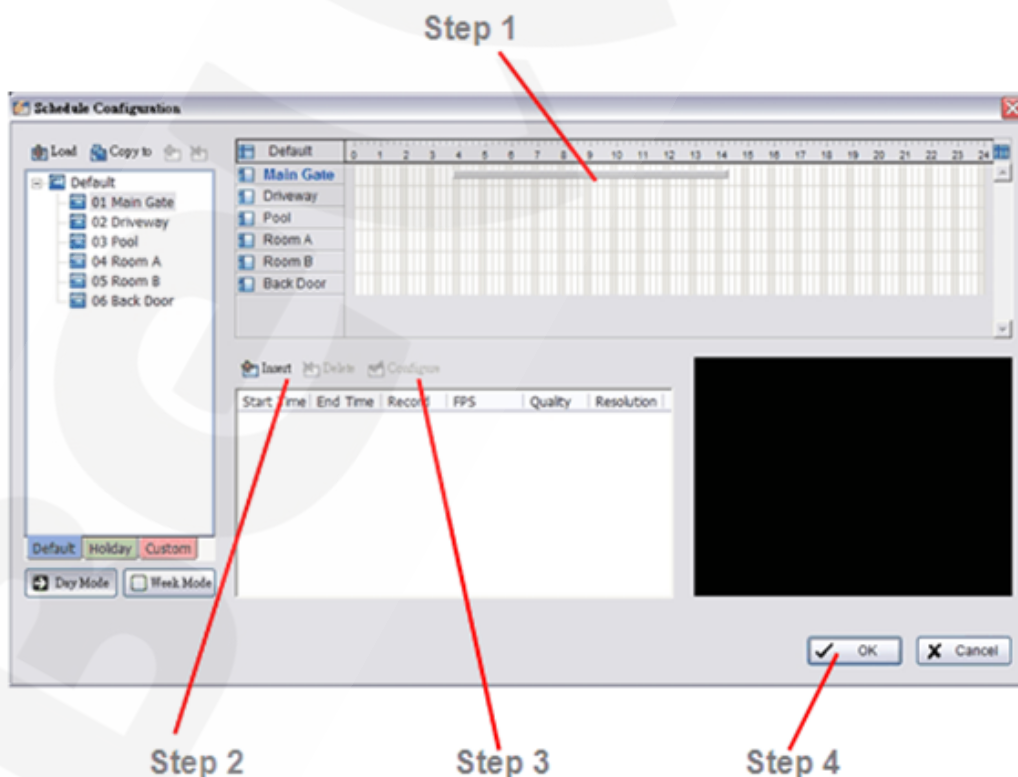 Step 1
Schedule Configuration
Load Copy to
Default
01 Main Gate
02 Driveway
03 Pool
04 Room A
05 Room B
06 Back Door
Default Holiday Custom
Day Mode Week Mode
Default 0 1 2 3 4 5 6 7 8 9 10 11 12 13 14 15 16 17 18 19 20 21 22 23 24
Main Gate
Driveway
Pool
Room A
Room B
Back Door
Insert Delete Configure
Start Time End Time Record FPS Quality Resolution
OK Cancel
Step 2 Step 3 Step 4